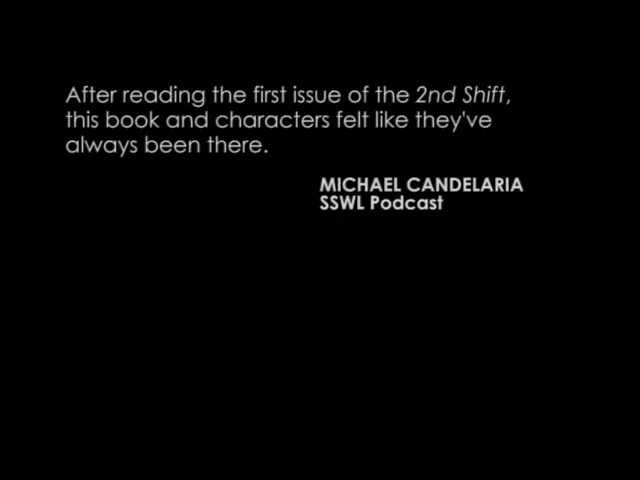 After reading the first issue of the 2nd Shift,
this book and characters felt like they've
always been there.
MICHAEL CANDELARIA
SSWL Podcast